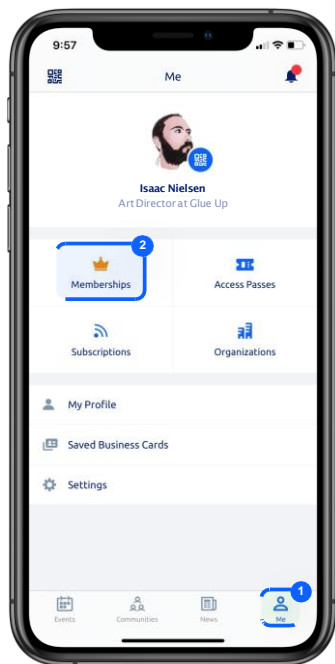 9:57
Me
Isaac Nielsen
Art Director at Glue Up
2
Memberships
Access Passes
Subscriptions
Organizations
My Profile
Saved Business Cards
Settings
1
Events
Communities
News
Me